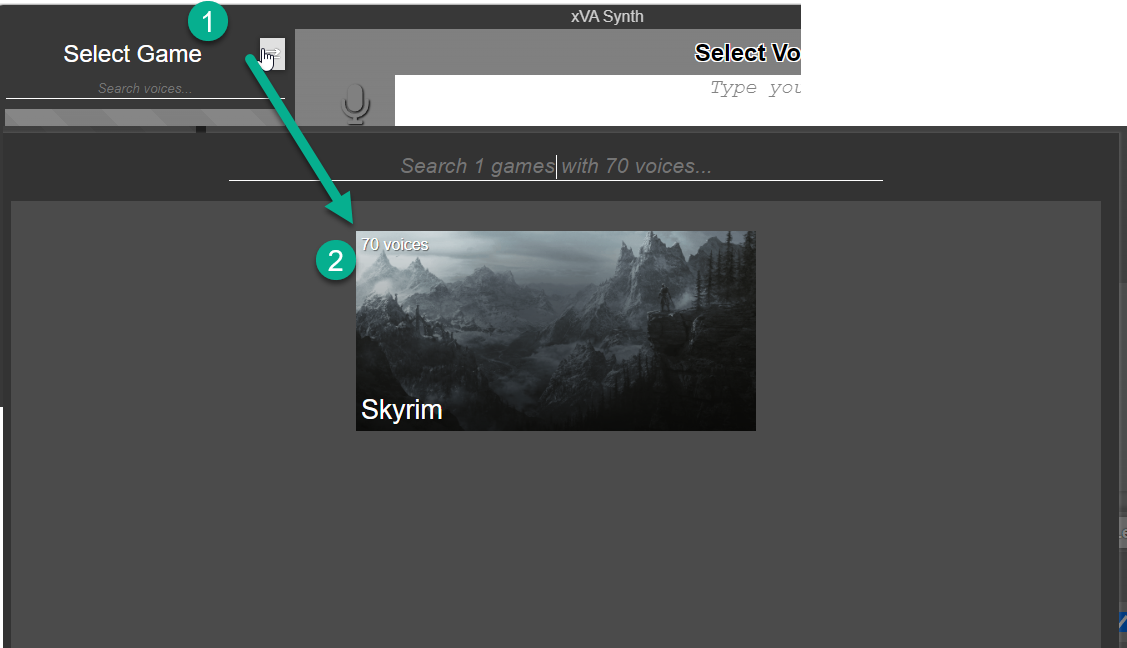 xVA Synth
1
Select Game
Select Vo
Search voices...
Type you
Search 1 games with 70 voices...
2
70 voices
Skyrim